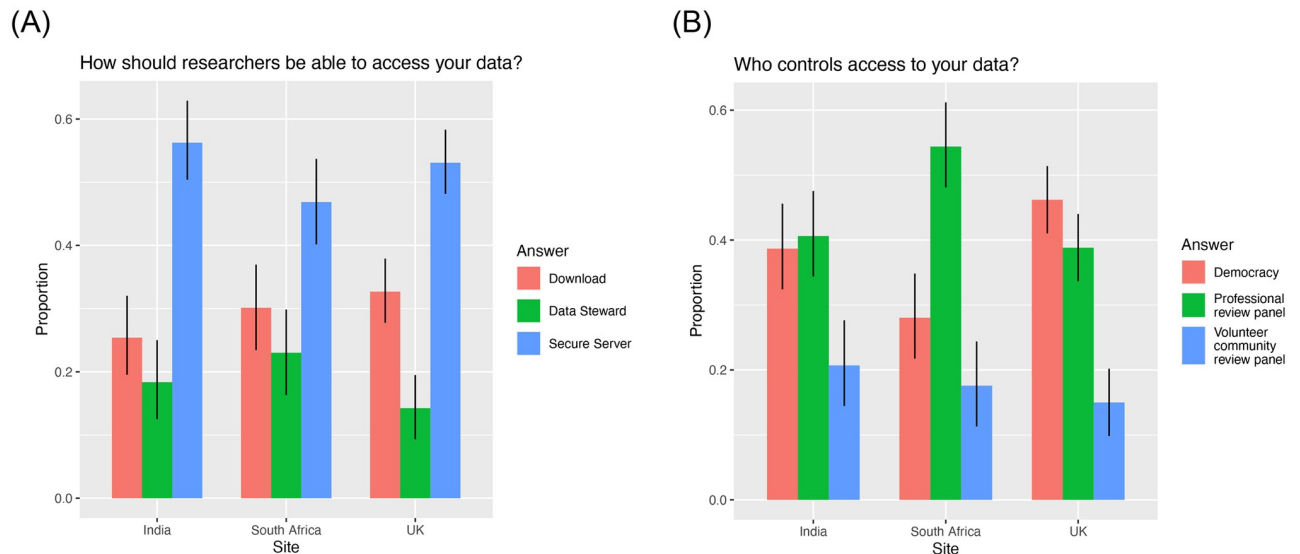 (A)
How should researchers be able to access your data?
0.6
0.4
0.2
0.0
Proportion
India
South Africa
UK
Site
Answer
Download
Data Steward
Secure Server
(B)
Who controls access to your data?
0.6
0.4
0.2
0.0
Proportion
India
South Africa
UK
Site
Answer
Democracy
Professional
review panel
Volunteer
community
review panel